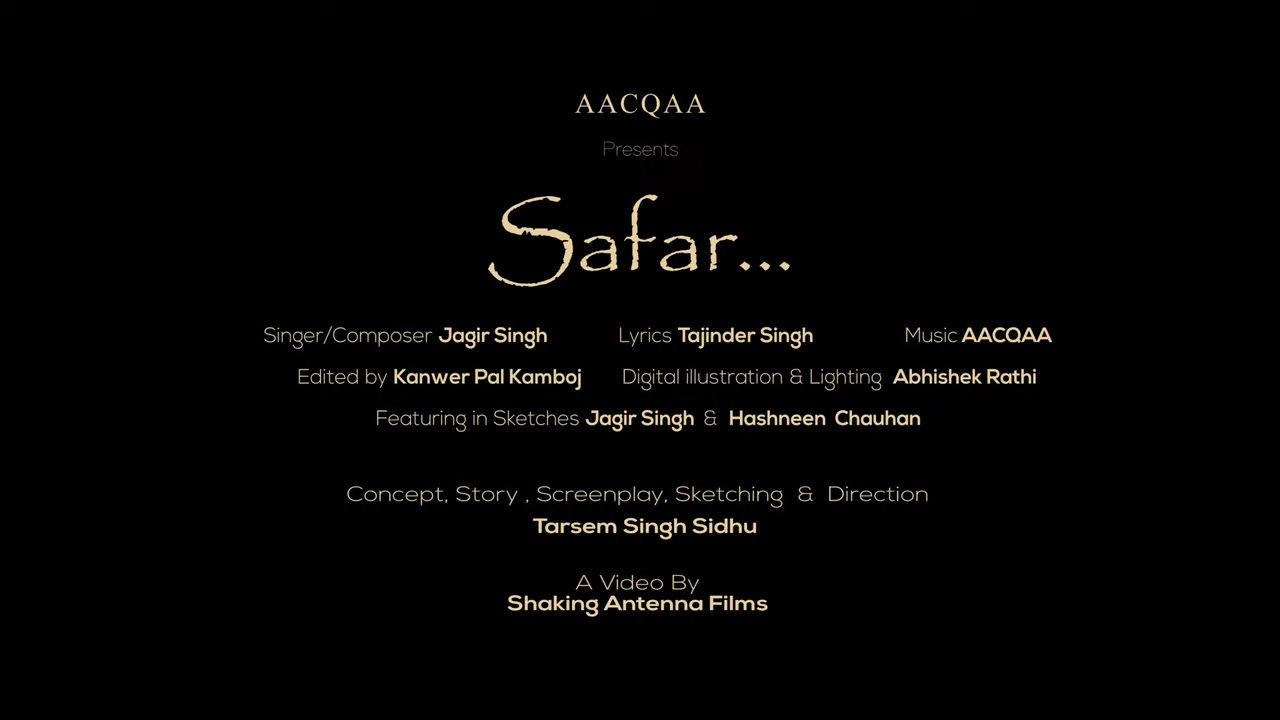 AACQAA
Presents
Safar...
Singer/Composer Jagir Singh Lyrics Tajinder Singh Music AACQAA
Edited by Kanwer Pal Kamboj Digital illustration & Lighting Abhishek Rathi
Featuring in Sketches Jagir Singh & Hashneen Chauhan
Concept, Story , Screenplay, Sketching & Direction
Tarsem Singh Sidhu
A Video By
Shaking Antenna Films